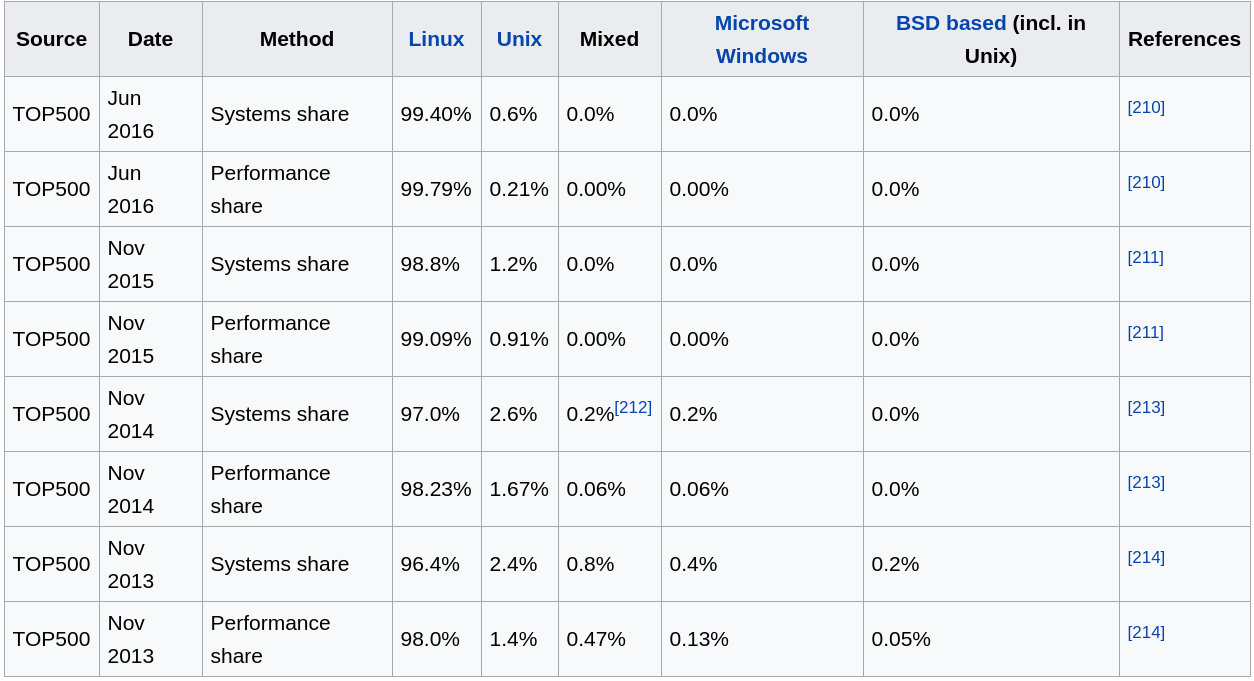 Source Date Method Linux Unix Mixed Microsoft Windows BSD based (incl. in Unix) References
TOP500 Jun 2016 Systems share 99.40% 0.6% 0.0% 0.0% 0.0% [210]
TOP500 Jun 2016 Performance share 99.79% 0.21% 0.00% 0.00% 0.0% [210]
TOP500 Nov 2015 Systems share 98.8% 1.2% 0.0% 0.0% 0.0% [211]
TOP500 Nov 2015 Performance share 99.09% 0.91% 0.00% 0.00% 0.0% [211]
TOP500 Nov 2014 Systems share 97.0% 2.6% 0.2%[212] 0.2% 0.0% [213]
TOP500 Nov 2014 Performance share 98.23% 1.67% 0.06% 0.06% 0.0% [213]
TOP500 Nov 2013 Systems share 96.4% 2.4% 0.8% 0.4% 0.2% [214]
TOP500 Nov 2013 Performance share 98.0% 1.4% 0.47% 0.13% 0.05% [214]